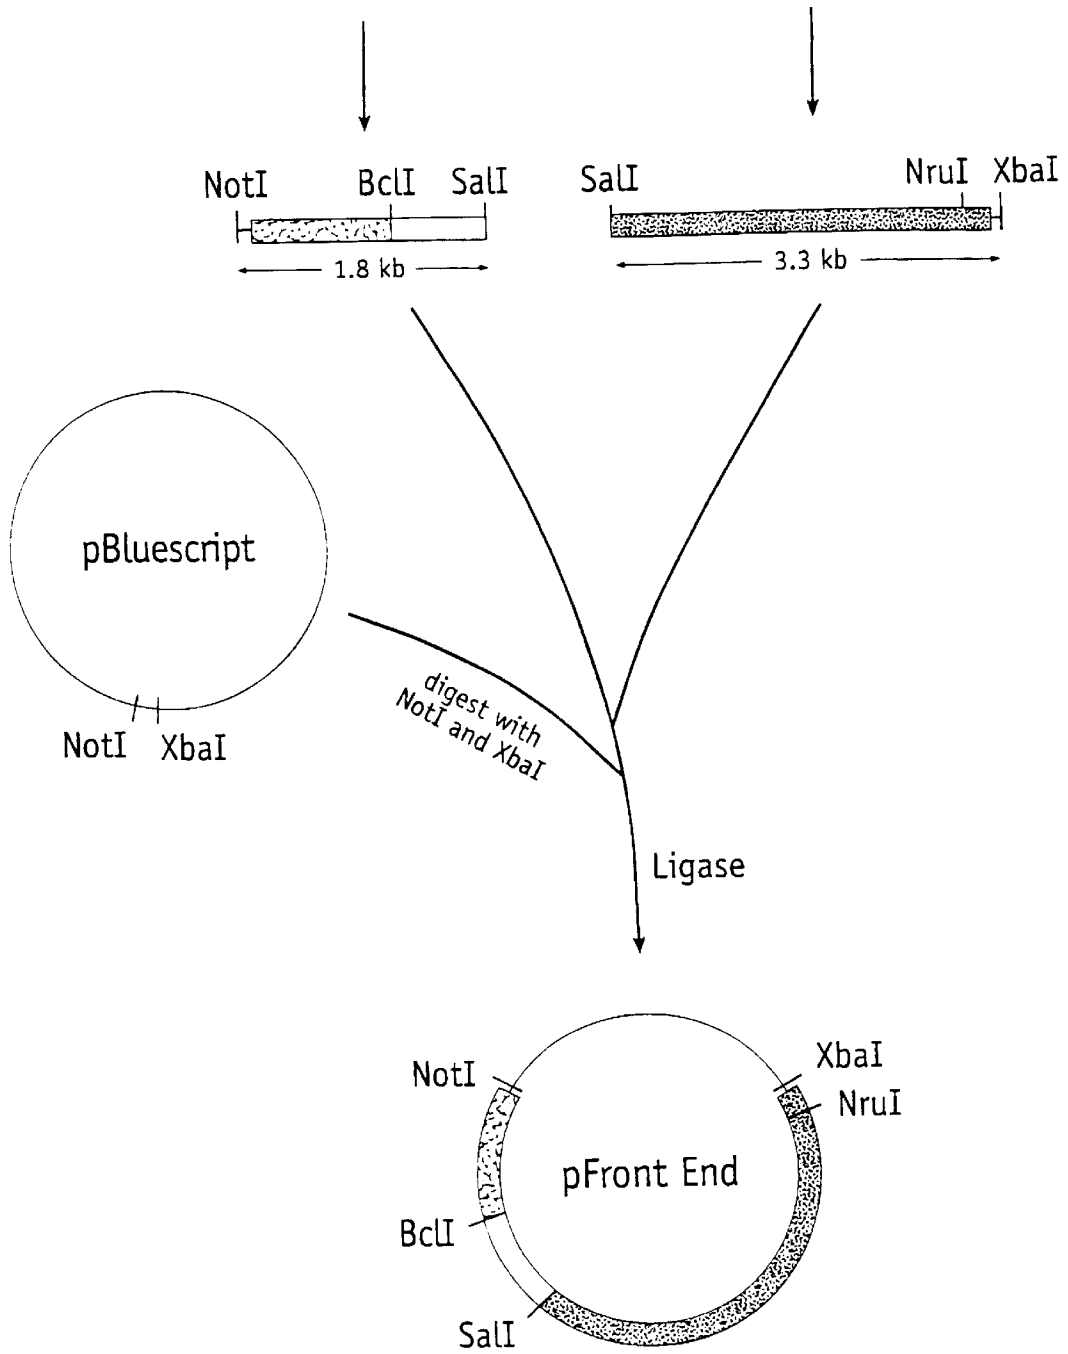 NotI BclI SalI SalI NruI XbaI
1.8 kb 3.3 kb
pBluescript
NotI XbaI
digest with
NotI and XbaI
Ligase
NotI XbaI
NruI
pFront End
BclI
SalI